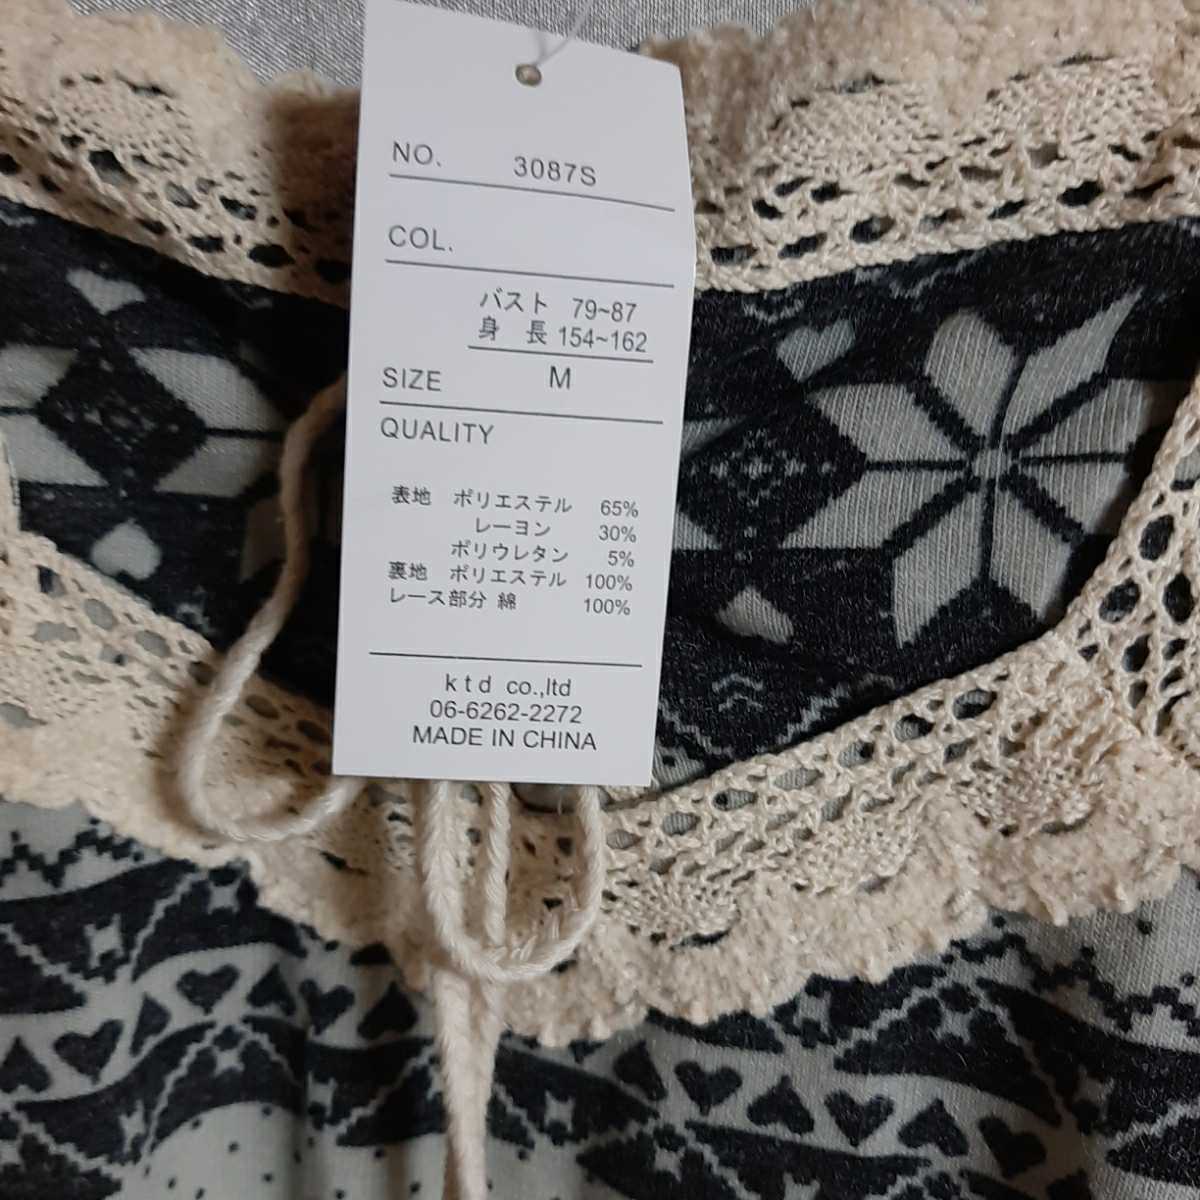 NO. 3087S
COL.
バスト 79~87
身 長 154~162
SIZE M
QUALITY
表地 ポリエステル 65%
レーヨン 30%
ポリウレタン 5%
裏地 ポリエステル 100%
レース部分 綿 100%
k t d co.,ltd
06-6262-2272
MADE IN CHINA